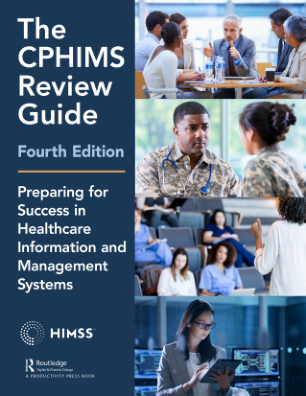 The
CPHIMS
Review
Guide
Fourth Edition
Preparing for
Success in
Healthcare
Information and
Management
Systems
HIMSS
R
Routledge
Taylor & Francis Group
A PRODUCTIVITY PRESS BOOK